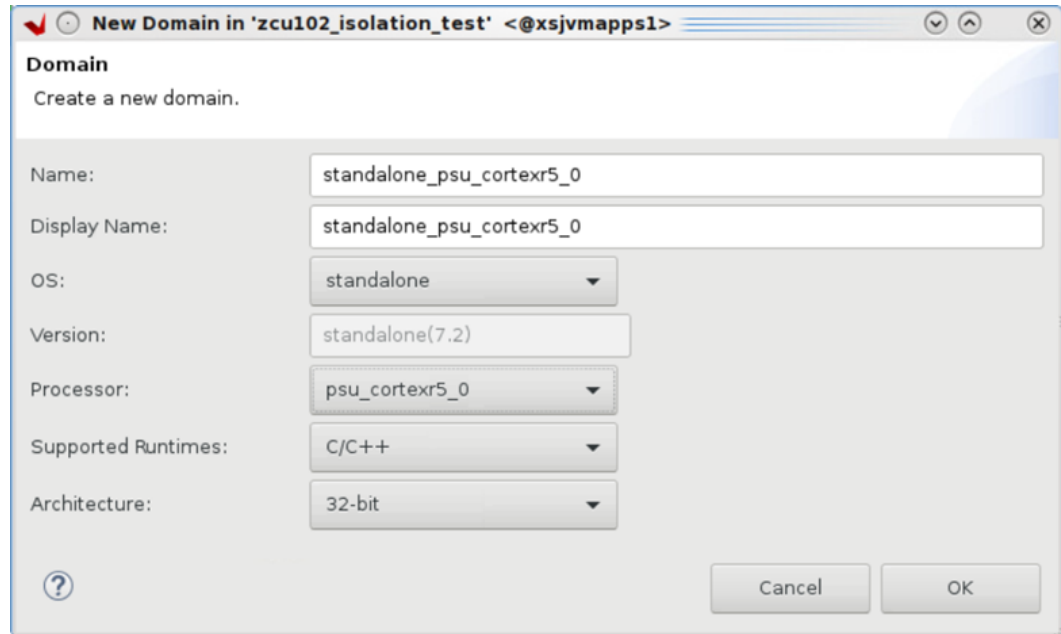 New Domain in 'zcu102_isolation_test' <@xsjvmapps1>
Domain
Create a new domain.
Name: standalone_psu_cortexr5_0
Display Name: standalone_psu_cortexr5_0
OS: standalone
Version: standalone(7.2)
Processor: psu_cortexr5_0
Supported Runtimes: C/C++
Architecture: 32-bit
? Cancel OK